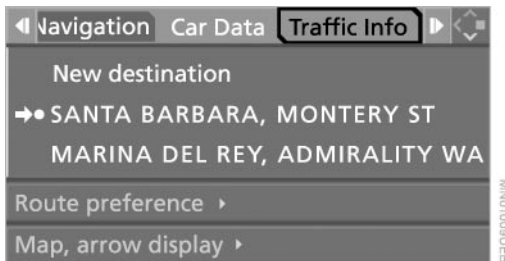 Navigation Car Data Traffic Info
New destination
SANTA BARBARA, MONTERY ST
MARINA DEL REY, ADMIRALITY WA
Route preference
Map, arrow display